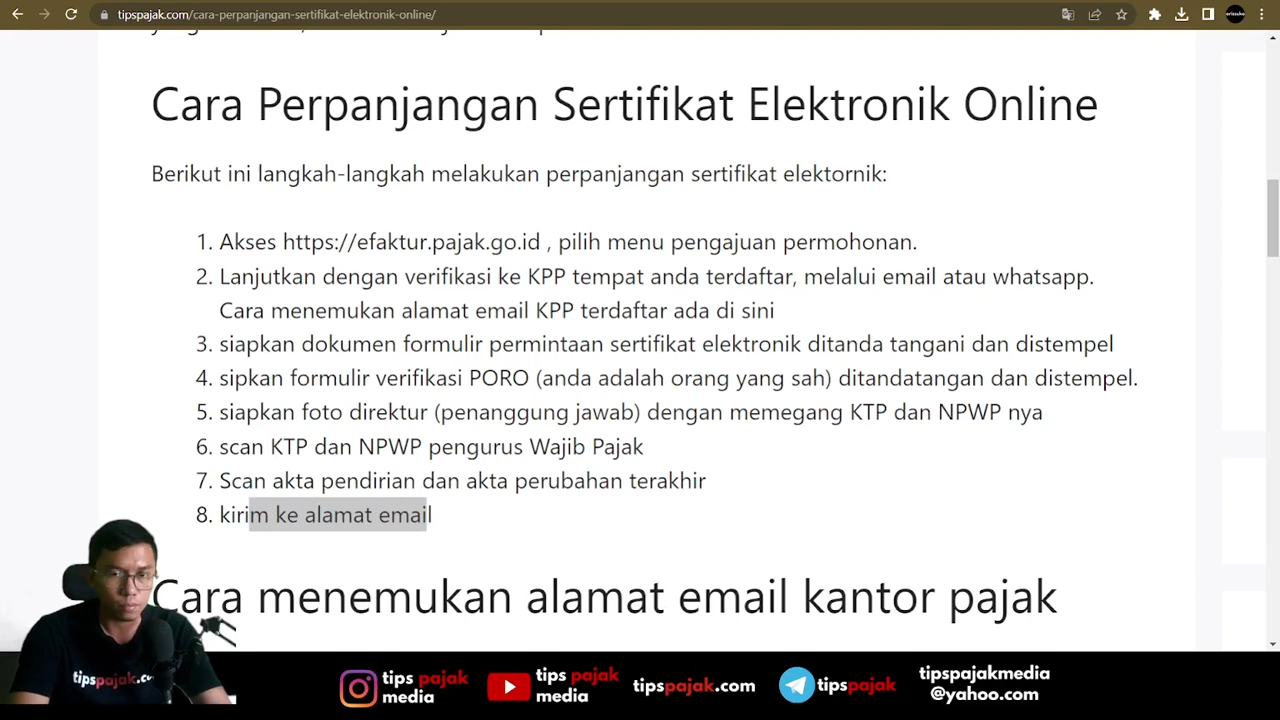 tipspajak.com/cara-perpanjangan-sertifikat-elektronik-online/
Cara Perpanjangan Sertifikat Elektronik Online
Berikut ini langkah-langkah melakukan perpanjangan sertifikat elektornik:
1. Akses https://efaktur.pajak.go.id , pilih menu pengajuan permohonan.
2. Lanjutkan dengan verifikasi ke KPP tempat anda terdaftar, melalui email atau whatsapp.
Cara menemukan alamat email KPP terdaftar ada di sini
3. siapkan dokumen formulir permintaan sertifikat elektronik ditanda tangani dan distempel
4. sipkan formulir verifikasi PORO (anda adalah orang yang sah) ditandatangan dan distempel.
5. siapkan foto direktur (penanggung jawab) dengan memegang KTP dan NPWP nya
6. scan KTP dan NPWP pengurus Wajib Pajak
7. Scan akta pendirian dan akta perubahan terakhir
8. kirim ke alamat email
Cara menemukan alamat email kantor pajak
tipspajak.c
tips pajak
media
tips pajak
media
tipspajak.com
tipspajak
tipspajakmedia
@yahoo.com